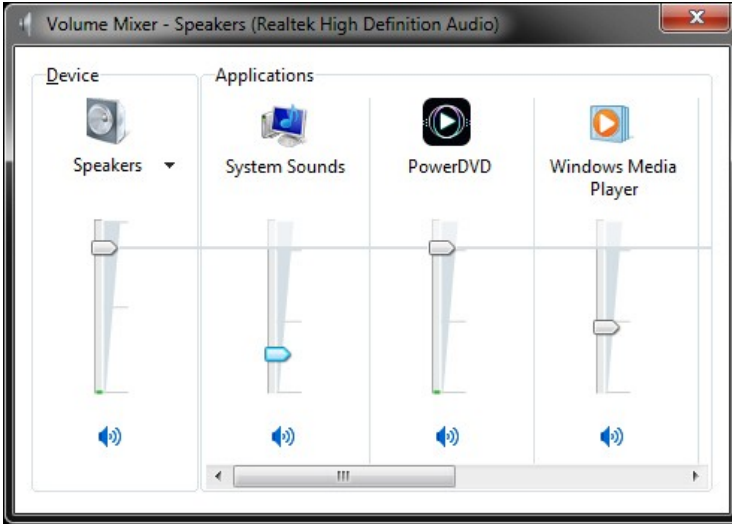 Volume Mixer - Speakers (Realtek High Definition Audio)
Device
Applications
Speakers
System Sounds
PowerDVD
Windows Media
Player